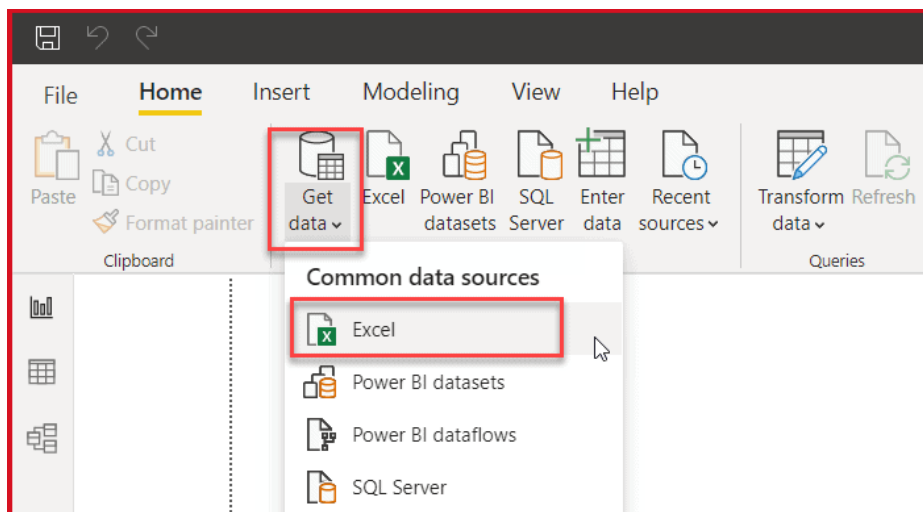 File Home Insert Modeling View Help
Cut
Copy
Format painter
Paste
Clipboard
Get data
Excel
Power BI datasets
SQL Server
Enter data
Recent sources
Transform data
Refresh
Queries
Common data sources
Excel
Power BI datasets
Power BI dataflows
SQL Server